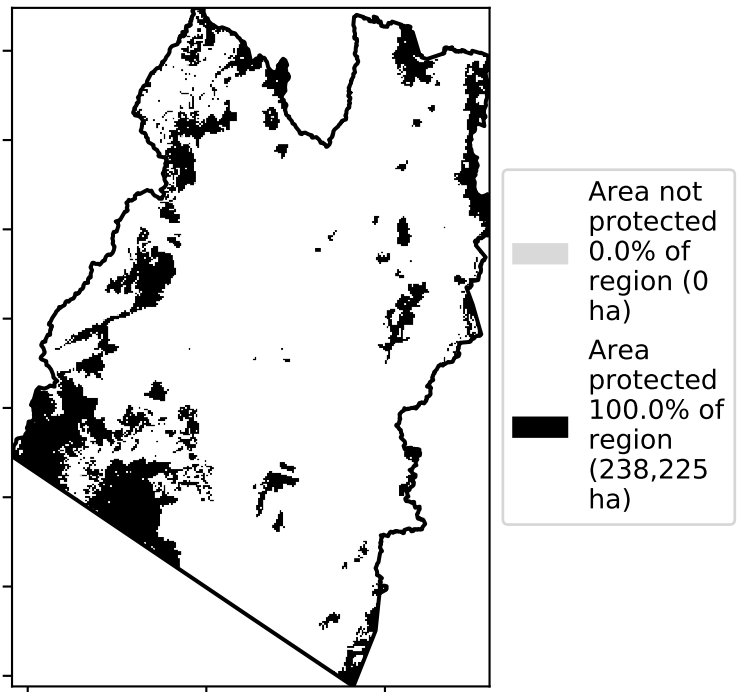 Area not
protected
0.0% of
region (0
ha)
Area
protected
100.0% of
region
(238,225
ha)